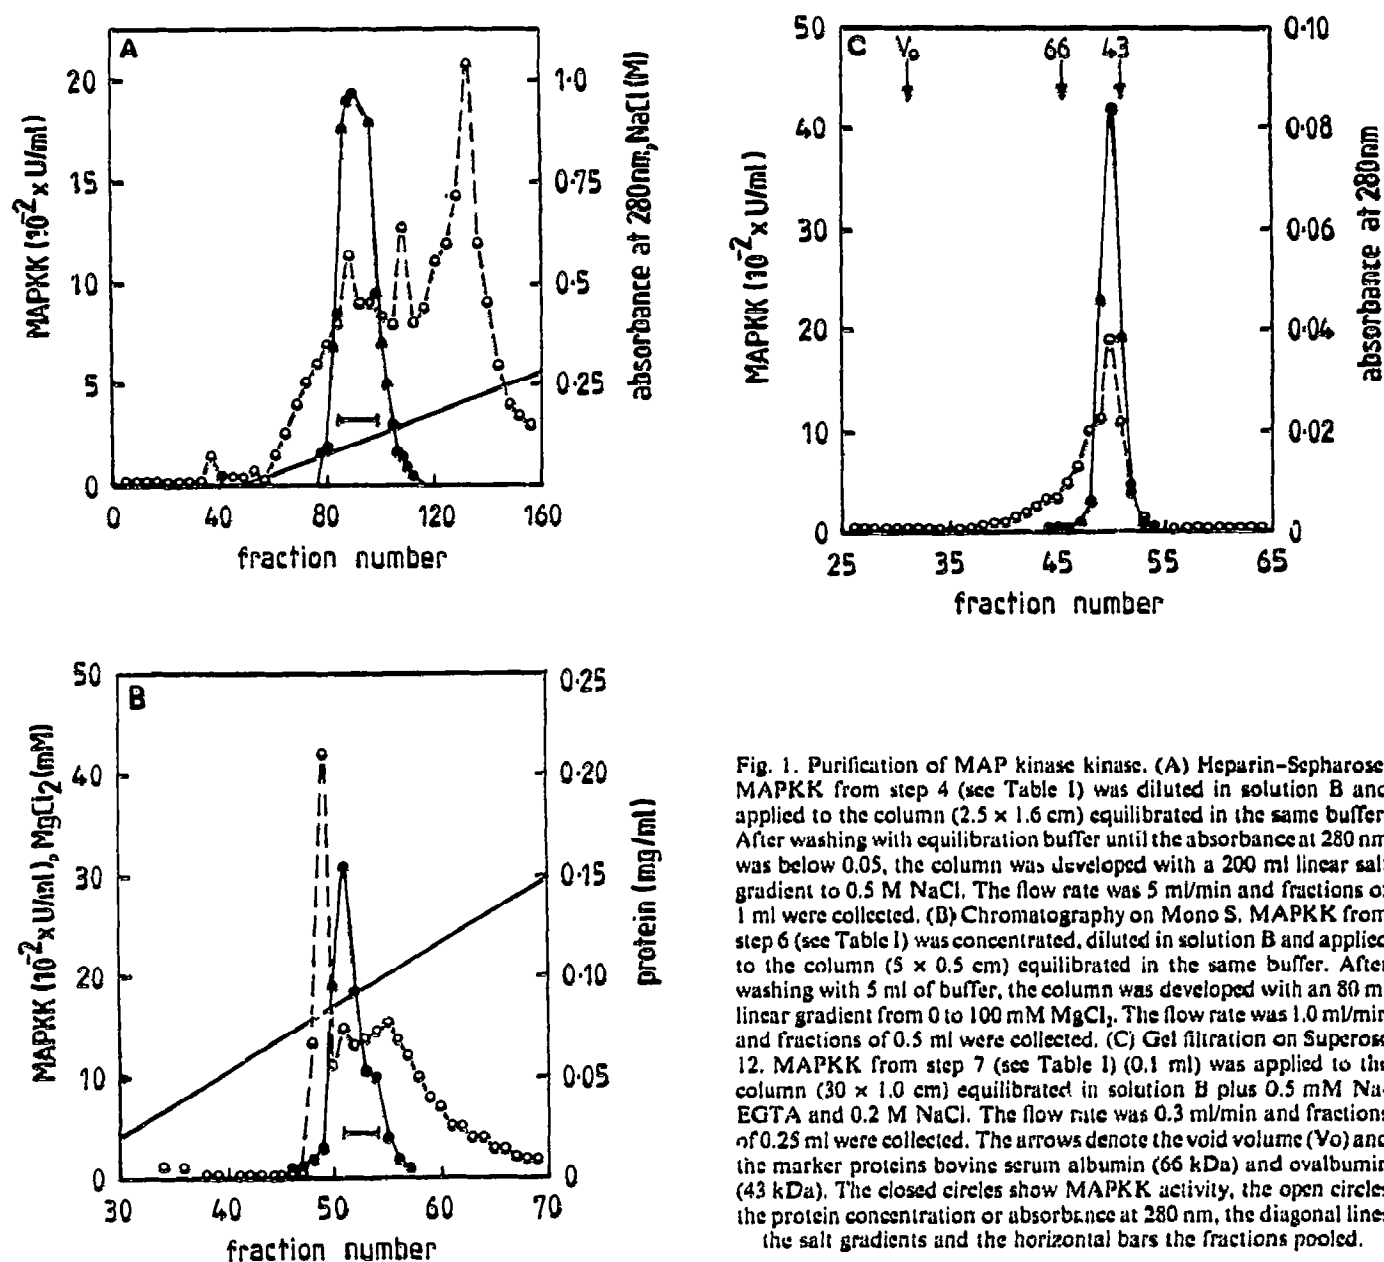 A
MAPKK (10⁻² x U/ml)
20
15
10
5
0
0 40 80 120 160
fraction number
1·0
0·75
0·5
0·25
0
absorbance at 280nm, NaCl (M)
C
V₀ 66 43
MAPKK (10⁻² x U/ml)
50
40
30
20
10
0
25 35 45 55 65
fraction number
0·10
0·08
0·06
0·04
0·02
0
absorbance at 280nm
B
MAPKK (10⁻² x U/ml), MgCl₂ (mM)
50
40
30
20
10
0
30 40 50 60 70
fraction number
0·25
0·20
0·15
0·10
0·05
0
protein (mg/ml)
Fig. 1. Purification of MAP kinase kinase. (A) Heparin–Sepharose
MAPKK from step 4 (see Table I) was diluted in solution B and
applied to the column (2.5 × 1.6 cm) equilibrated in the same buffer
After washing with equilibration buffer until the absorbance at 280 nm
was below 0.05, the column was developed with a 200 ml linear sal
gradient to 0.5 M NaCl. The flow rate was 5 ml/min and fractions o
1 ml were collected. (B) Chromatography on Mono S. MAPKK from
step 6 (see Table I) was concentrated, diluted in solution B and applied
to the column (5 × 0.5 cm) equilibrated in the same buffer. After
washing with 5 ml of buffer, the column was developed with an 80 m
linear gradient from 0 to 100 mM MgCl₂. The flow rate was 1.0 ml/min
and fractions of 0.5 ml were collected. (C) Gel filtration on Superose
12. MAPKK from step 7 (see Table I) (0.1 ml) was applied to the
column (30 × 1.0 cm) equilibrated in solution B plus 0.5 mM Na-
EGTA and 0.2 M NaCl. The flow rate was 0.3 ml/min and fractions
of 0.25 ml were collected. The arrows denote the void volume (Vo) and
the marker proteins bovine serum albumin (66 kDa) and ovalbumin
(43 kDa). The closed circles show MAPKK activity, the open circles
the protein concentration or absorbance at 280 nm, the diagonal lines
the salt gradients and the horizontal bars the fractions pooled.